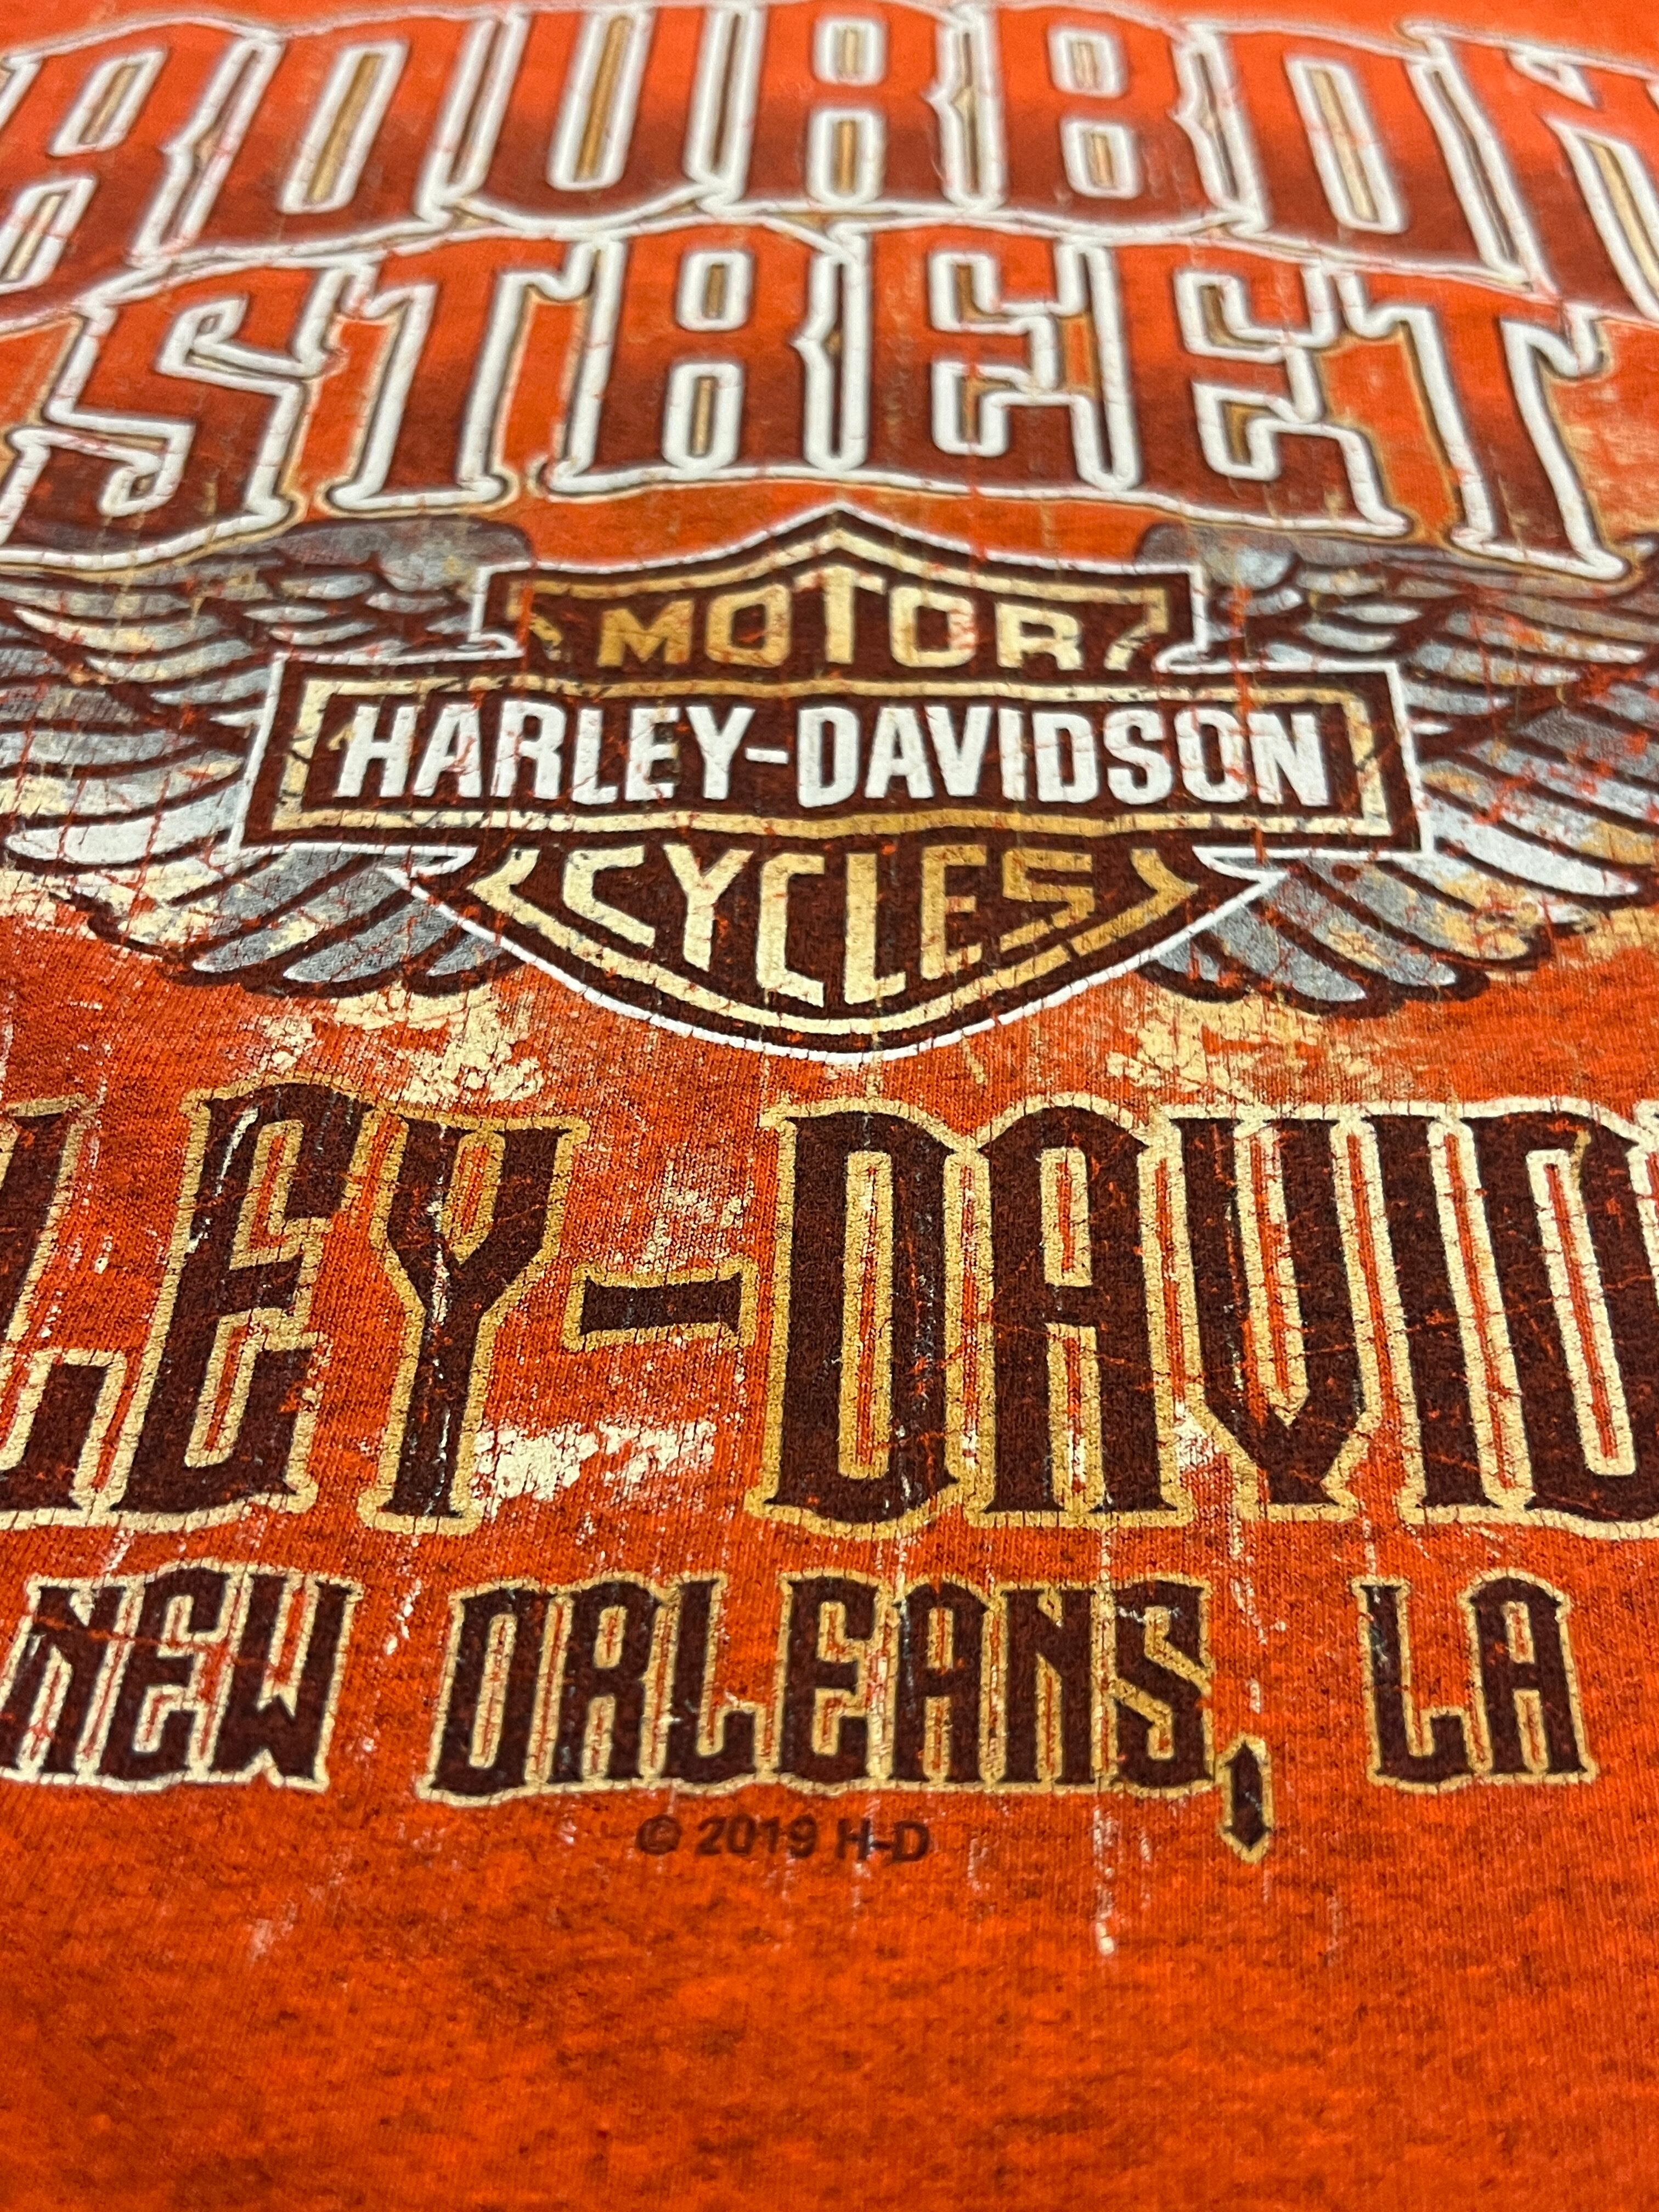 BOURBON
STREET
MOTOR
HARLEY-DAVIDSON
CYCLES
LEY-DAVID
NEW ORLEANS, LA
© 2019 H-D